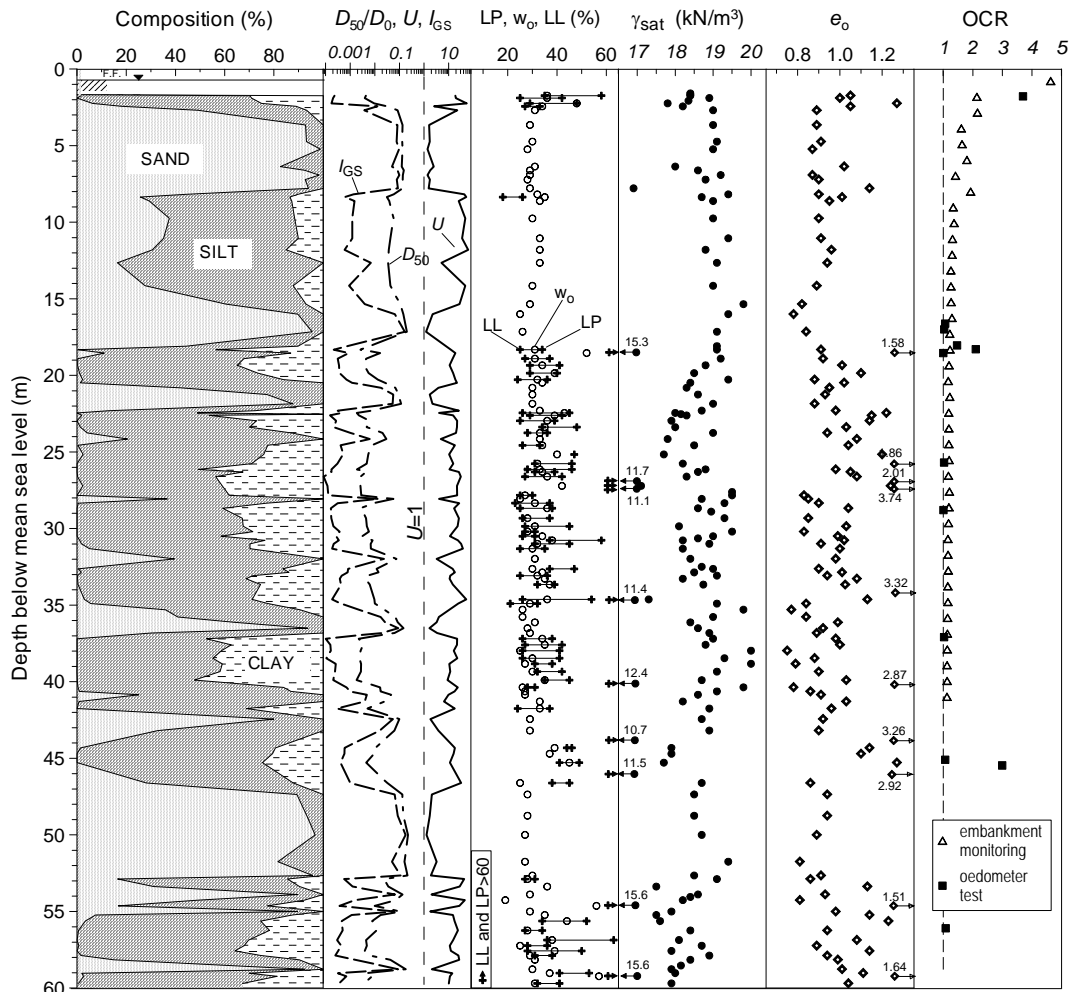 Composition (%)
D50/D0, U, IGS
LP, wo, LL (%)
γsat (kN/m³)
eo
OCR
0 20 40 60 80
0.001 0.1 10
20 40 60
17 18 19 20
0.8 1.0 1.2
1 2 3 4 5
Depth below mean sea level (m)
0
5
10
15
20
25
30
35
40
45
50
55
60
"F.F."
SAND
SILT
CLAY
IGS
U
D50
U=1
wo
LL
LP
LL and LP>60
15.3
11.7
11.1
11.4
12.4
10.7
11.5
15.6
15.6
1.58
.86
2.01
3.74
3.32
2.87
3.26
2.92
1.51
1.64
embankment
monitoring
oedometer
test